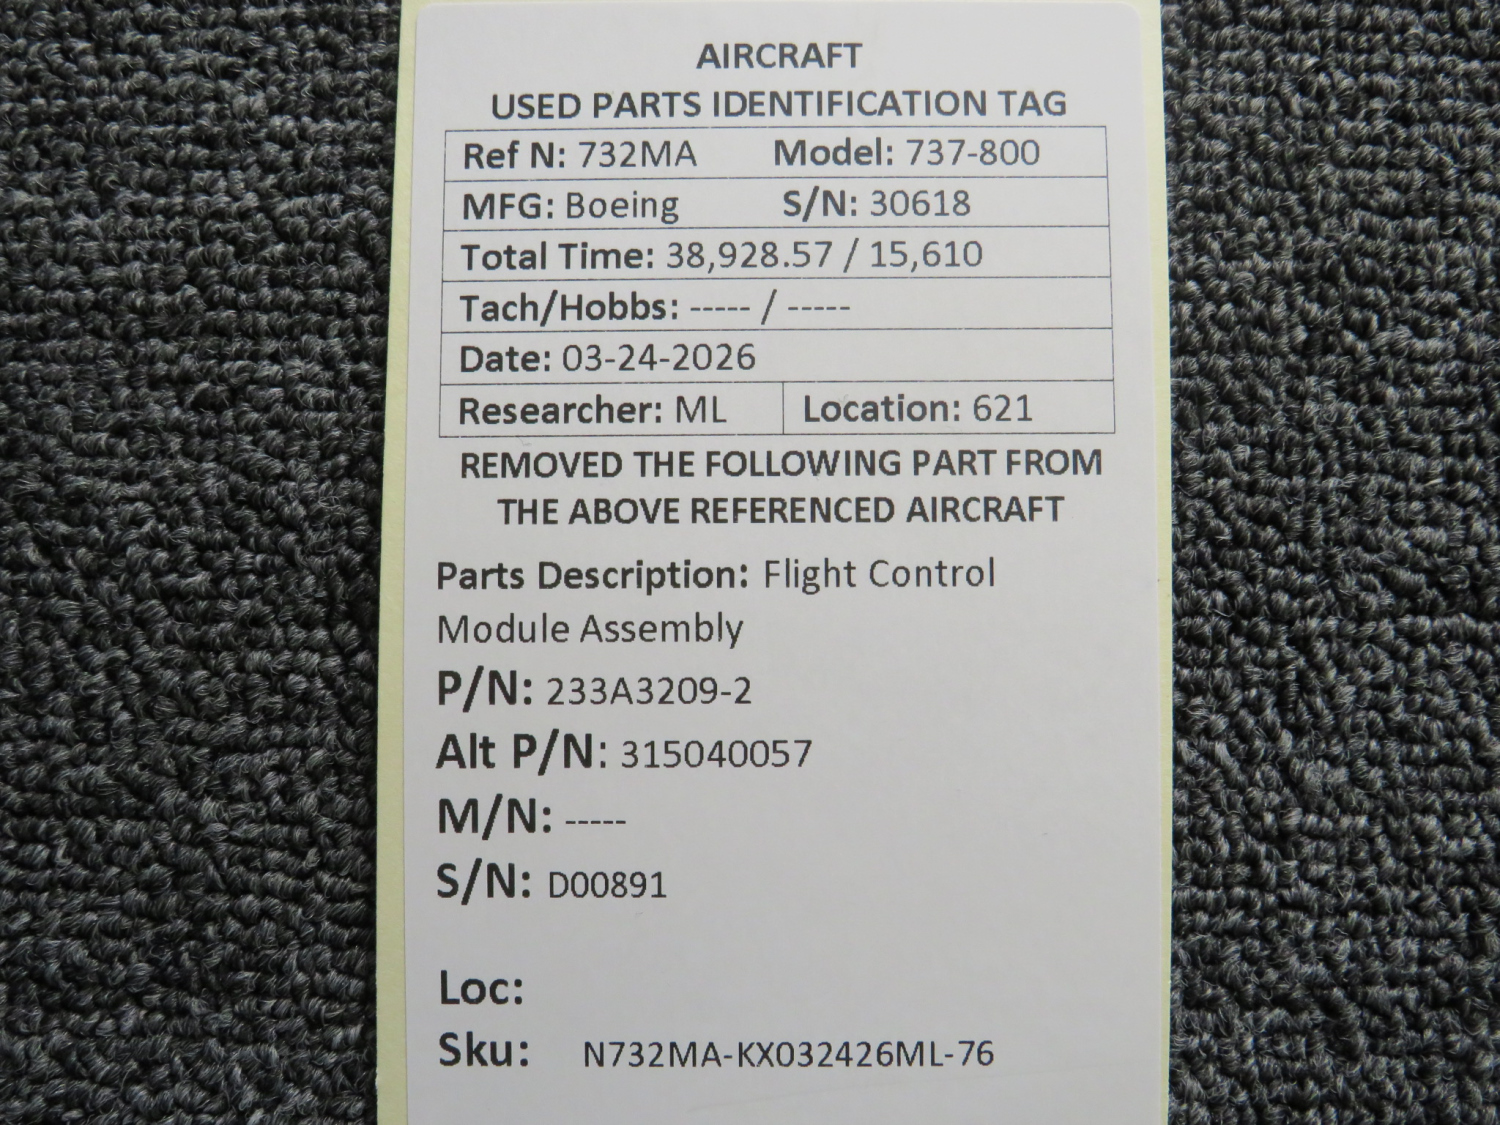 AIRCRAFT
USED PARTS IDENTIFICATION TAG
Ref N: 732MA Model: 737-800
MFG: Boeing S/N: 30618
Total Time: 38,928.57 / 15,610
Tach/Hobbs: ----- / -----
Date: 03-24-2026
Researcher: ML Location: 621
REMOVED THE FOLLOWING PART FROM
THE ABOVE REFERENCED AIRCRAFT
Parts Description: Flight Control
Module Assembly
P/N: 233A3209-2
Alt P/N: 315040057
M/N: -----
S/N: D00891
Loc:
Sku: N732MA-KX032426ML-76